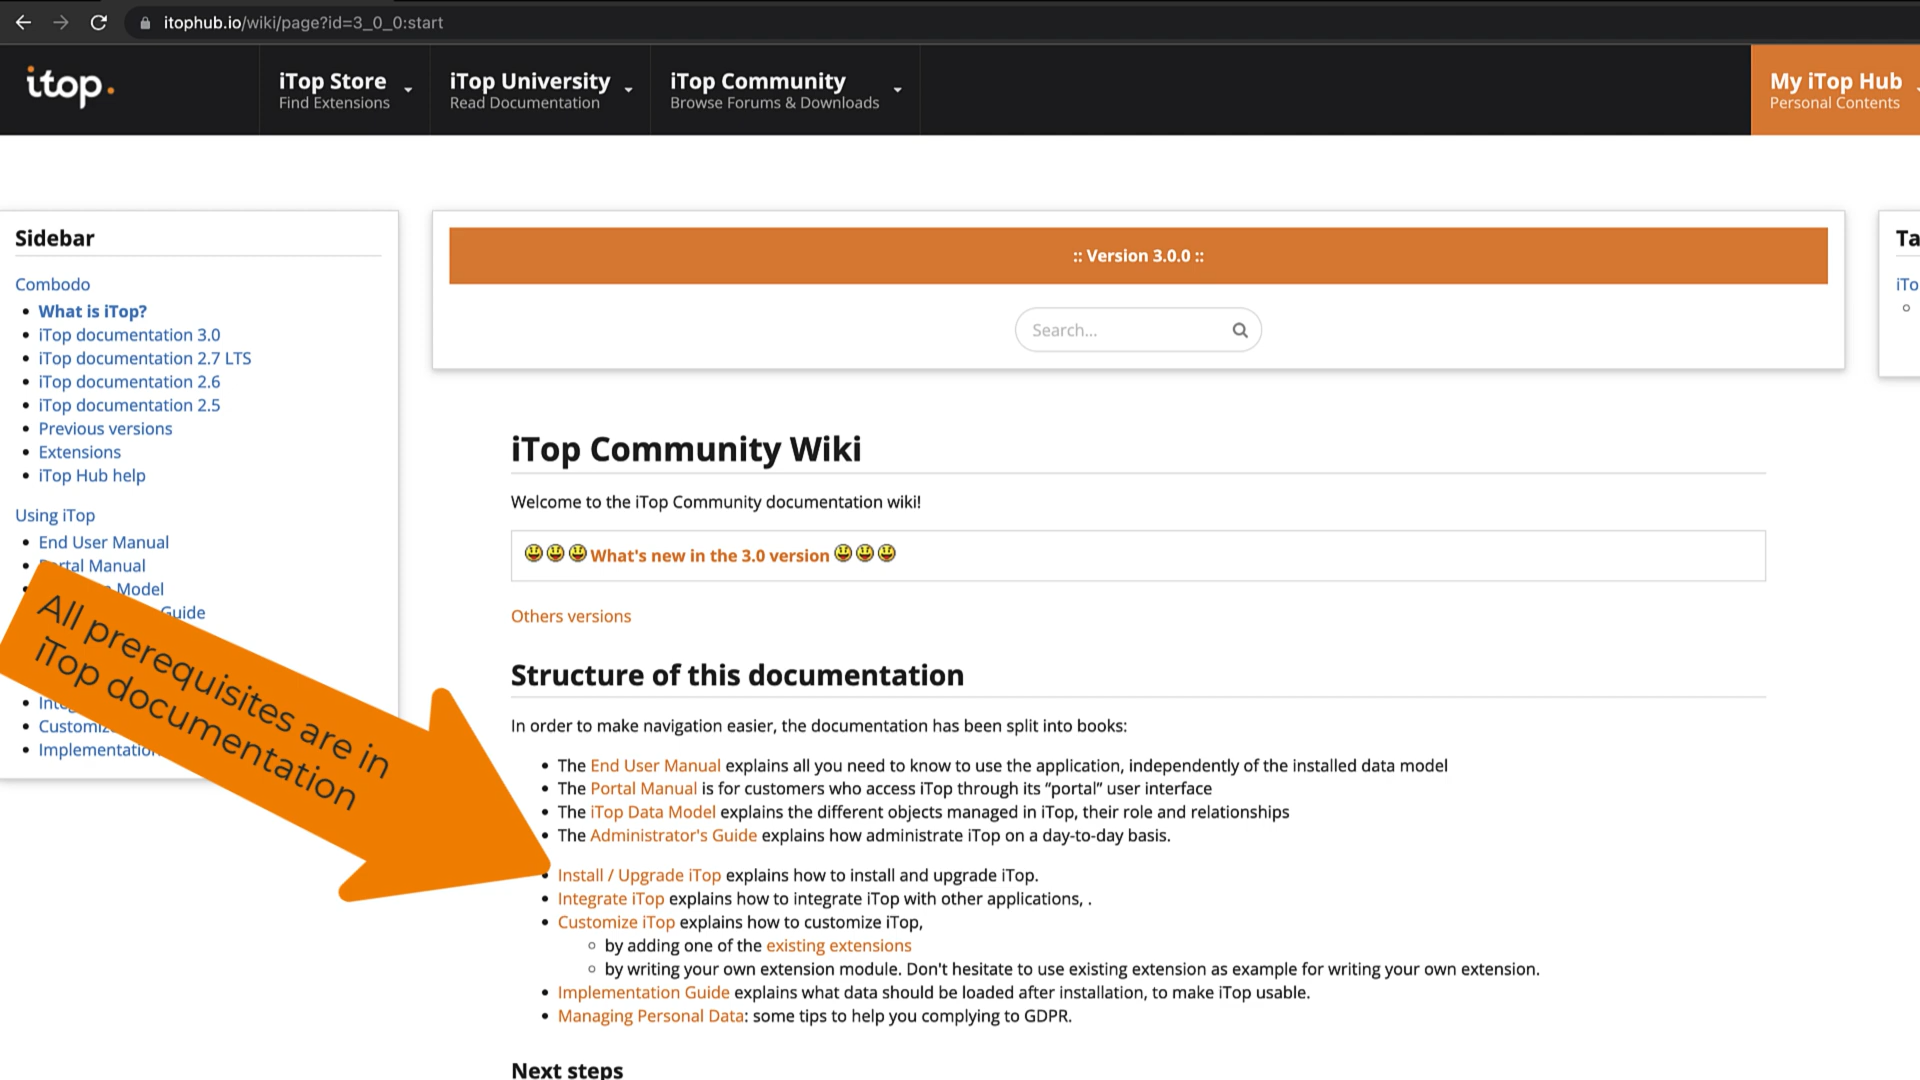 itophub.io/wiki/page?id=3_0_0:start
itop.
iTop Store
Find Extensions
iTop University
Read Documentation
iTop Community
Browse Forums & Downloads
My iTop Hub
Personal Contents
Sidebar
Combodo
What is iTop?
iTop documentation 3.0
iTop documentation 2.7 LTS
iTop documentation 2.6
iTop documentation 2.5
Previous versions
Extensions
iTop Hub help
Using iTop
End User Manual
rtal Manual
Model
Guide
Customiz
Implementatio
All prerequisites are in
iTop documentation
:: Version 3.0.0 ::
Search...
iTop Community Wiki
Welcome to the iTop Community documentation wiki!
What's new in the 3.0 version
Others versions
Structure of this documentation
In order to make navigation easier, the documentation has been split into books:
The End User Manual explains all you need to know to use the application, independently of the installed data model
The Portal Manual is for customers who access iTop through its ”portal” user interface
The iTop Data Model explains the different objects managed in iTop, their role and relationships
The Administrator's Guide explains how administrate iTop on a day-to-day basis.
Install / Upgrade iTop explains how to install and upgrade iTop.
Integrate iTop explains how to integrate iTop with other applications, .
Customize iTop explains how to customize iTop,
by adding one of the existing extensions
by writing your own extension module. Don't hesitate to use existing extension as example for writing your own extension.
Implementation Guide explains what data should be loaded after installation, to make iTop usable.
Managing Personal Data: some tips to help you complying to GDPR.
Next steps
Ta
iTo